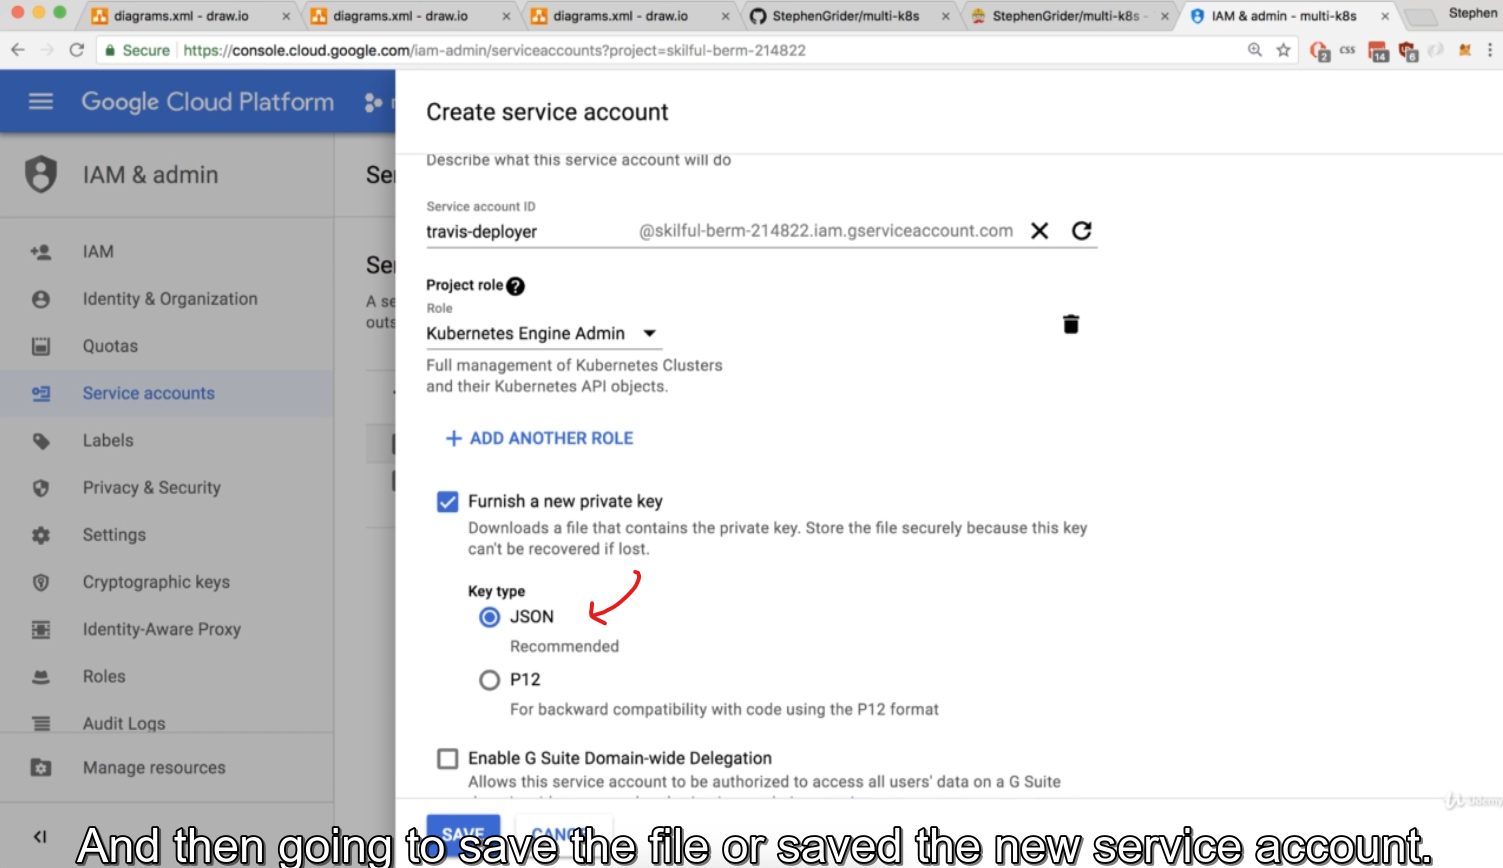 diagrams.xml - draw.io
diagrams.xml - draw.io
diagrams.xml - draw.io
StephenGrider/multi-k8s
StephenGrider/multi-k8s -
IAM & admin - multi-k8s
Stephen
Secure
https://console.cloud.google.com/iam-admin/serviceaccounts?project=skilful-berm-214822
2
css
14
6
Google Cloud Platform
IAM & admin
IAM
Identity & Organization
Quotas
Service accounts
Labels
Privacy & Security
Settings
Cryptographic keys
Identity-Aware Proxy
Roles
Audit Logs
Manage resources
Ser
Ser
A se
outs
Create service account
Describe what this service account will do
Service account ID
travis-deployer @skilful-berm-214822.iam.gserviceaccount.com
Project role
Role
Kubernetes Engine Admin
Full management of Kubernetes Clusters
and their Kubernetes API objects.
+ ADD ANOTHER ROLE
Furnish a new private key
Downloads a file that contains the private key. Store the file securely because this key
can't be recovered if lost.
Key type
JSON
Recommended
P12
For backward compatibility with code using the P12 format
Enable G Suite Domain-wide Delegation
Allows this service account to be authorized to access all users' data on a G Suite
SAVE
Udemy
And then going to save the file or saved the new service account.